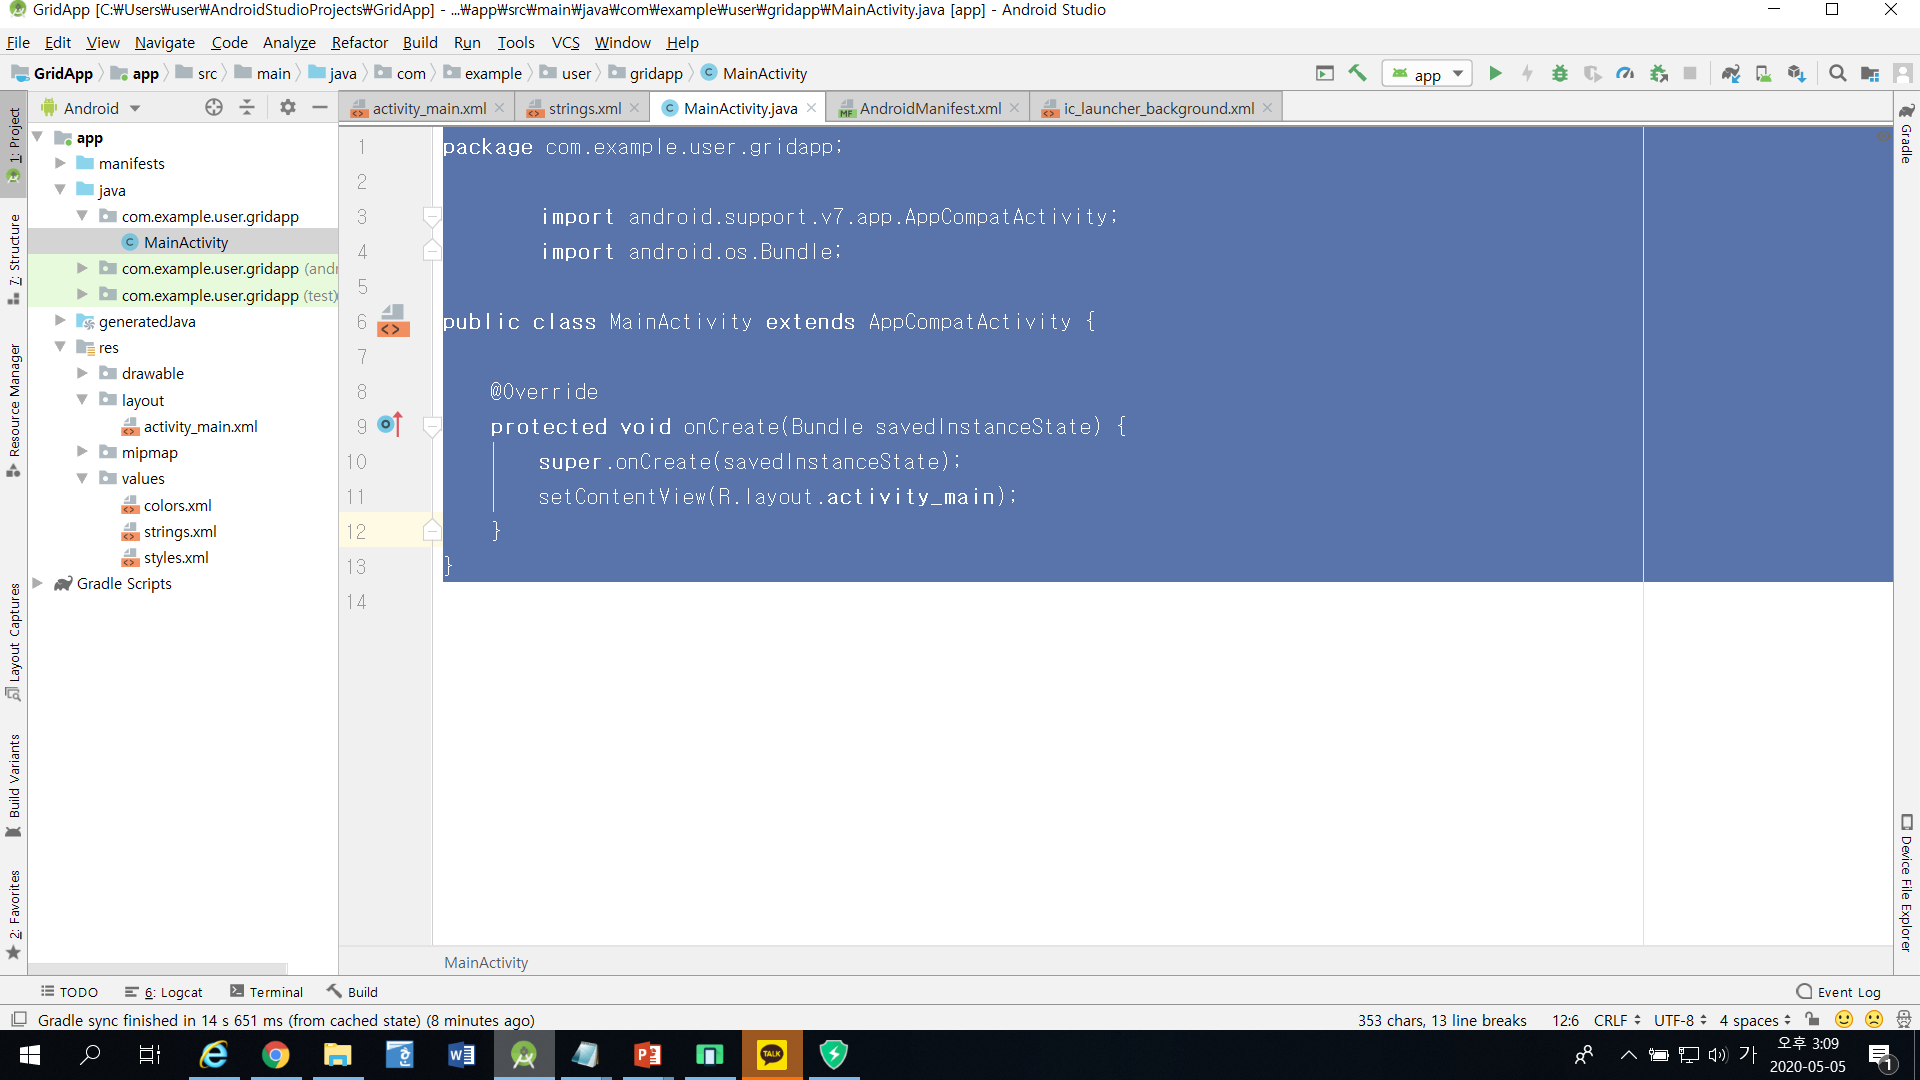 GridApp [C:₩Users₩user₩AndroidStudioProjects₩GridApp] - ...₩app₩src₩main₩java₩com₩example₩user₩gridapp₩MainActivity.java [app] - Android Studio
File Edit View Navigate Code Analyze Refactor Build Run Tools VCS Window Help
GridApp app src main java com example user gridapp MainActivity app
Android
activity_main.xml strings.xml MainActivity.java AndroidManifest.xml ic_launcher_background.xml
1: Project
7: Structure
Resource Manager
Layout Captures
Build Variants
2: Favorites
app
manifests
java
com.example.user.gridapp
MainActivity
com.example.user.gridapp (andr
com.example.user.gridapp (test)
generatedJava
res
drawable
layout
activity_main.xml
mipmap
values
colors.xml
strings.xml
styles.xml
Gradle Scripts
1 package com.example.user.gridapp;
2
3 import android.support.v7.app.AppCompatActivity;
4 import android.os.Bundle;
5
6 public class MainActivity extends AppCompatActivity {
7
8 @Override
9 protected void onCreate(Bundle savedInstanceState) {
10 super.onCreate(savedInstanceState);
11 setContentView(R.layout.activity_main);
12 }
13 }
14
MainActivity
Gradle
Device File Explorer
TODO 6: Logcat Terminal Build Event Log
Gradle sync finished in 14 s 651 ms (from cached state) (8 minutes ago) 353 chars, 13 line breaks 12:6 CRLF UTF-8 4 spaces
TALK
가
오후 3:09
2020-05-05
1